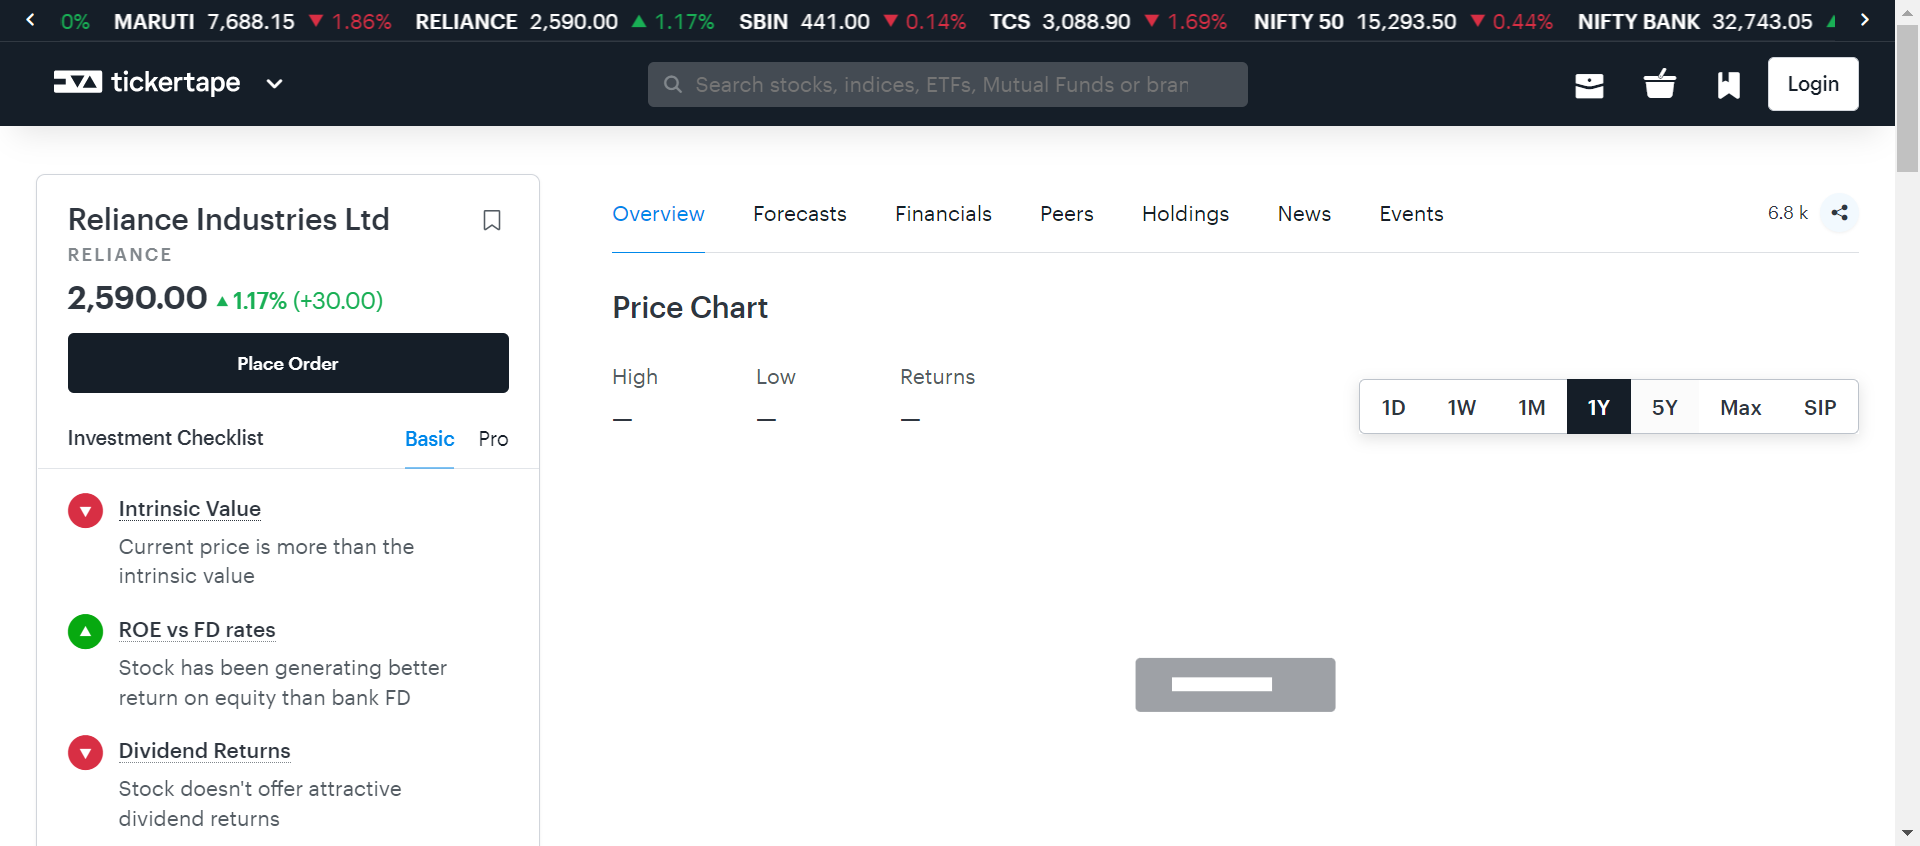 0% MARUTI 7,688.15 ▼ 1.86% RELIANCE 2,590.00 ▲ 1.17% SBIN 441.00 ▼ 0.14% TCS 3,088.90 ▼ 1.69% NIFTY 50 15,293.50 ▼ 0.44% NIFTY BANK 32,743.05
tickertape
Search stocks, indices, ETFs, Mutual Funds or bran
Login
Reliance Industries Ltd
RELIANCE
2,590.00 ▲ 1.17% (+30.00)
Place Order
Investment Checklist Basic Pro
Intrinsic Value
Current price is more than the
intrinsic value
ROE vs FD rates
Stock has been generating better
return on equity than bank FD
Dividend Returns
Stock doesn't offer attractive
dividend returns
Overview Forecasts Financials Peers Holdings News Events 6.8 k
Price Chart
High Low Returns
— — —
1D 1W 1M 1Y 5Y Max SIP